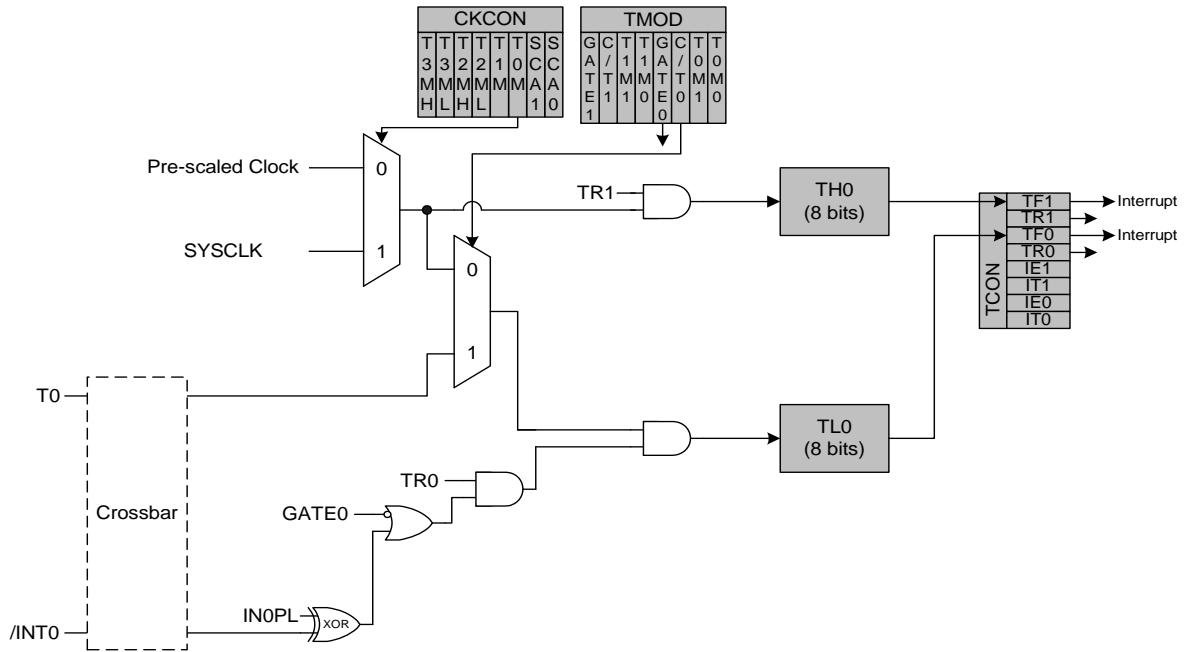 CKCON
T3MH
T3ML
T2MH
T2ML
T1M
T0M
SCA1
SCA0
TMOD
GATE1
C/T1
T1M1
T1M0
GATE0
C/T0
T0M1
T0M0
Pre-scaled Clock
0
SYSCLK
1
TR1
TH0
(8 bits)
TCON
TF1
TR1
TF0
TR0
IE1
IT1
IE0
IT0
Interrupt
Interrupt
0
1
T0
Crossbar
/INT0
TR0
GATE0
IN0PL
XOR
TL0
(8 bits)